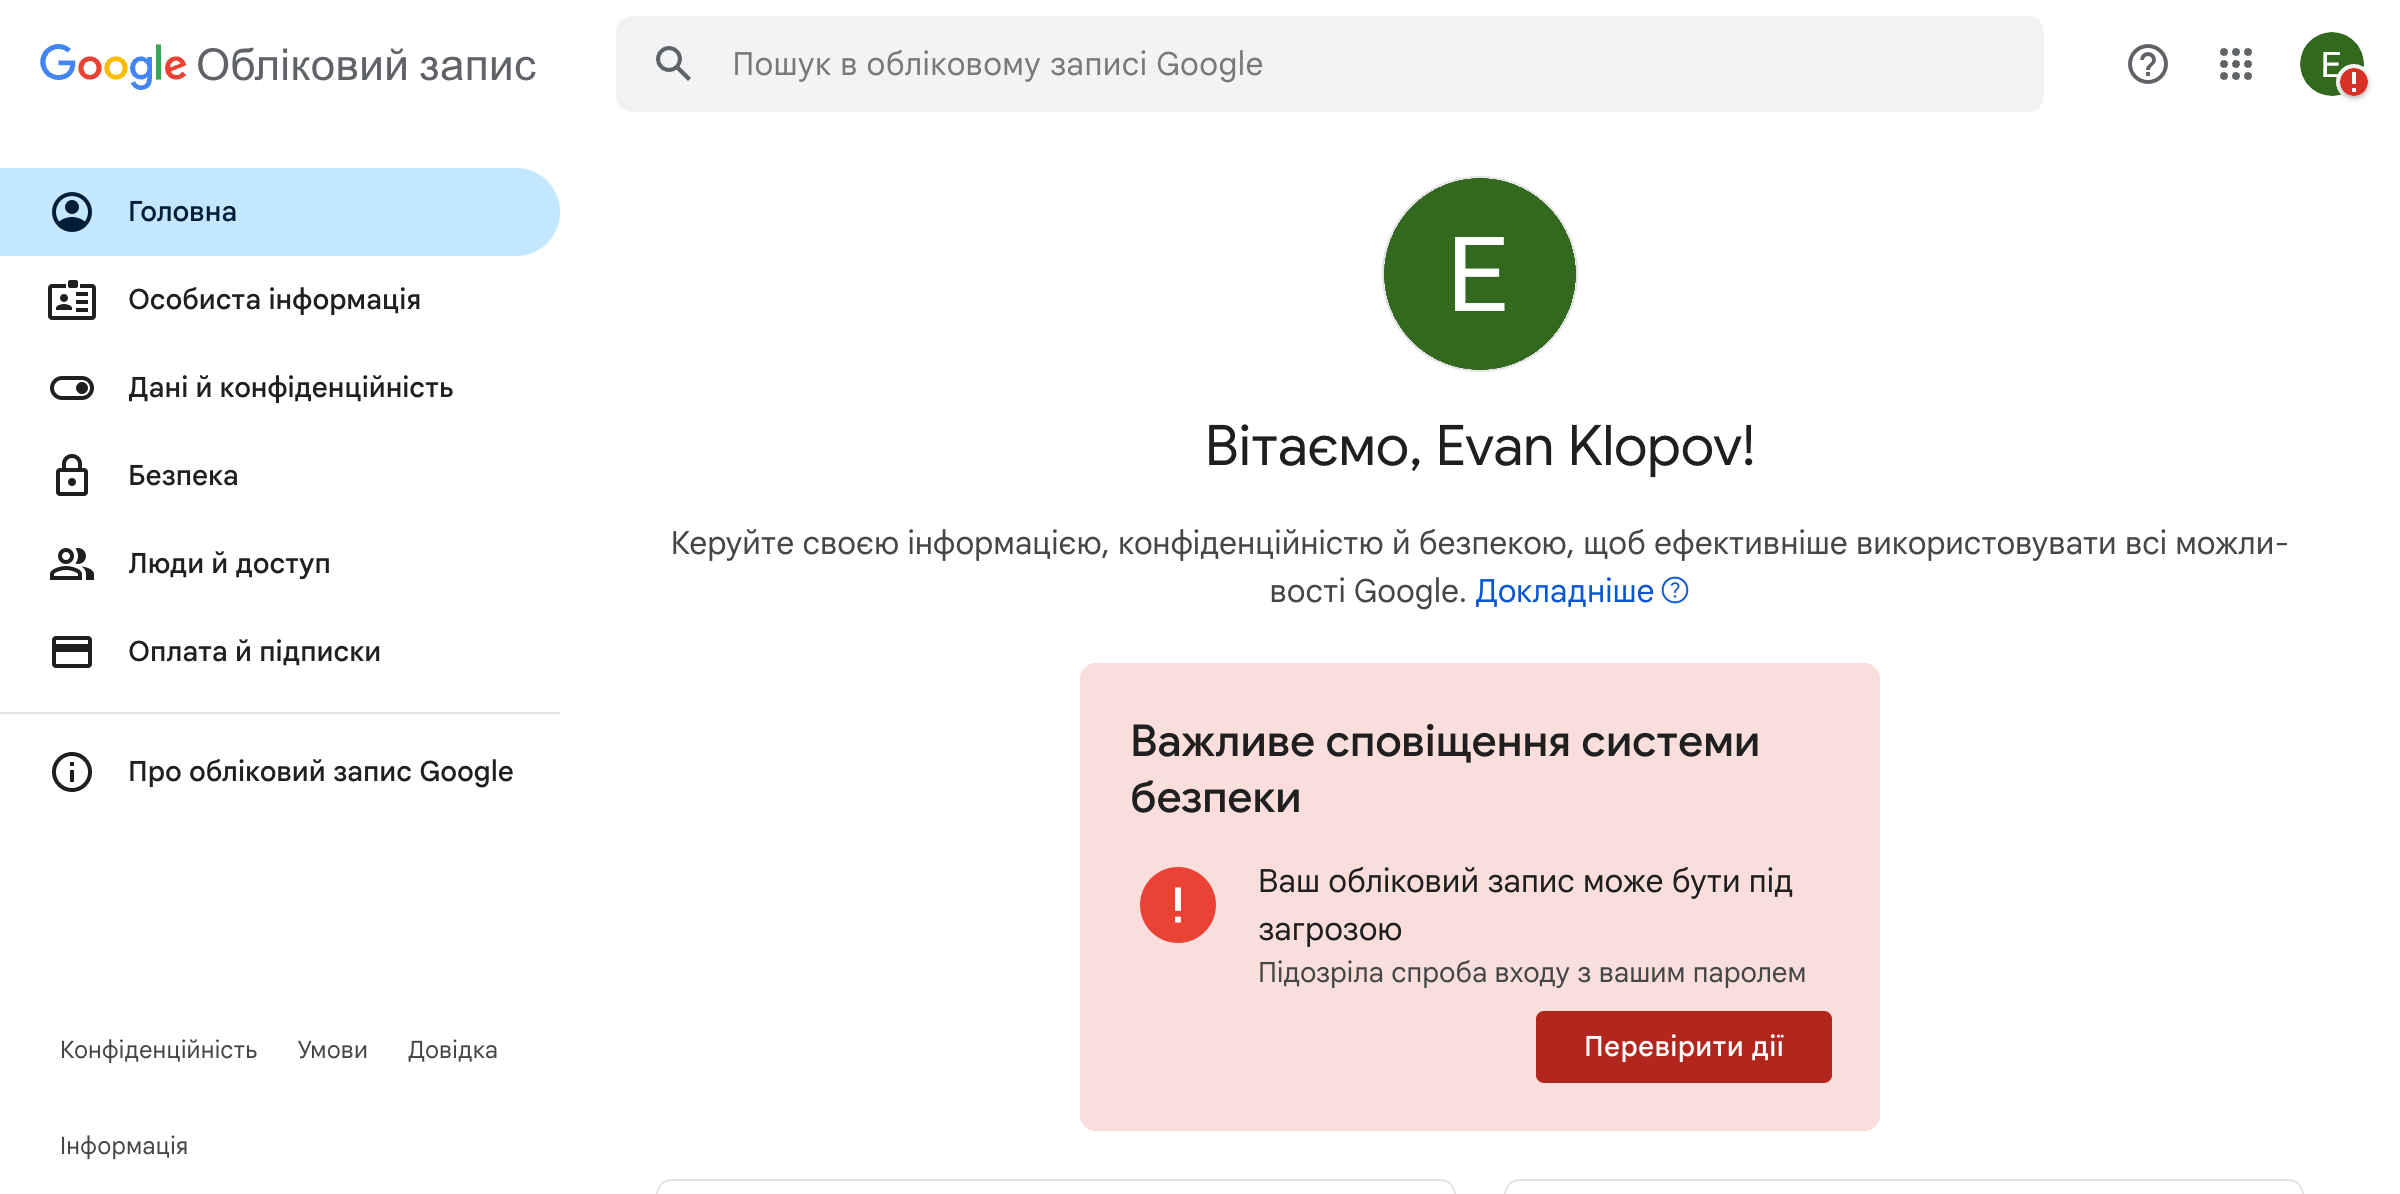 Google Обліковий запис
Пошук в обліковому записі Google
E
Головна
Особиста інформація
Дані й конфіденційність
Безпека
Люди й доступ
Оплата й підписки
Про обліковий запис Google
Конфіденційність Умови Довідка
Інформація
E
Вітаємо, Evan Klopov!
Керуйте своєю інформацією, конфіденційністю й безпекою, щоб ефективніше використовувати всі можли-
вості Google. Докладніше
Важливе сповіщення системи
безпеки
Ваш обліковий запис може бути під
загрозою
Підозріла спроба входу з вашим паролем
Перевірити дії